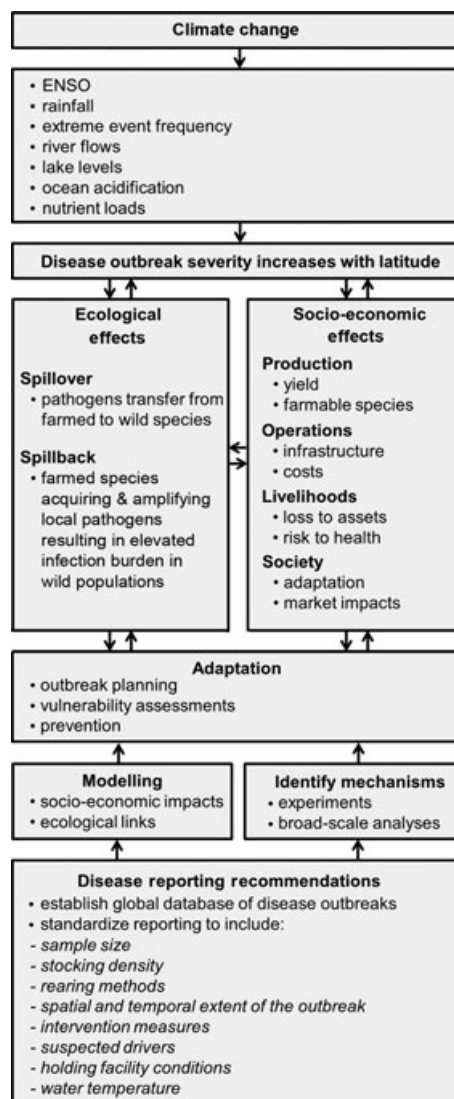 Climate change
• ENSO
• rainfall
• extreme event frequency
• river flows
• lake levels
• ocean acidification
• nutrient loads
Disease outbreak severity increases with latitude
Ecological
effects
Spillover
• pathogens transfer from
farmed to wild species
Spillback
• farmed species
acquiring & amplifying
local pathogens
resulting in elevated
infection burden in
wild populations
Socio-economic
effects
Production
• yield
• farmable species
Operations
• infrastructure
• costs
Livelihoods
• loss to assets
• risk to health
Society
• adaptation
• market impacts
Adaptation
• outbreak planning
• vulnerability assessments
• prevention
Modelling
• socio-economic impacts
• ecological links
Identify mechanisms
• experiments
• broad-scale analyses
Disease reporting recommendations
• establish global database of disease outbreaks
• standardize reporting to include:
- sample size
- stocking density
- rearing methods
- spatial and temporal extent of the outbreak
- intervention measures
- suspected drivers
- holding facility conditions
- water temperature